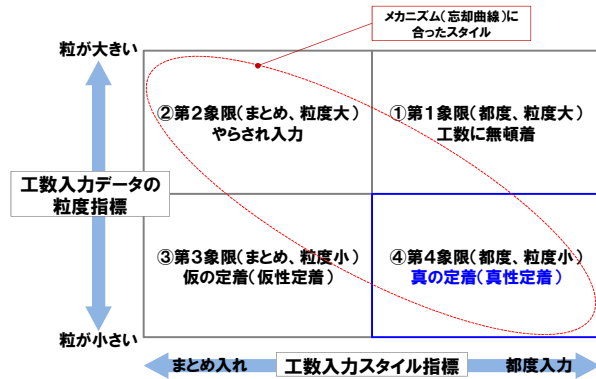 メカニズム(忘却曲線)に
合ったスタイル
粒が大きい
②第2象限(まとめ、粒度大)
やらされ入力
①第1象限(都度、粒度大)
工数に無頓着
工数入力データの
粒度指標
③第3象限(まとめ、粒度小)
仮の定着(仮性定着)
④第4象限(都度、粒度小)
真の定着(真性定着)
粒が小さい
まとめ入れ
工数入力スタイル指標
都度入力